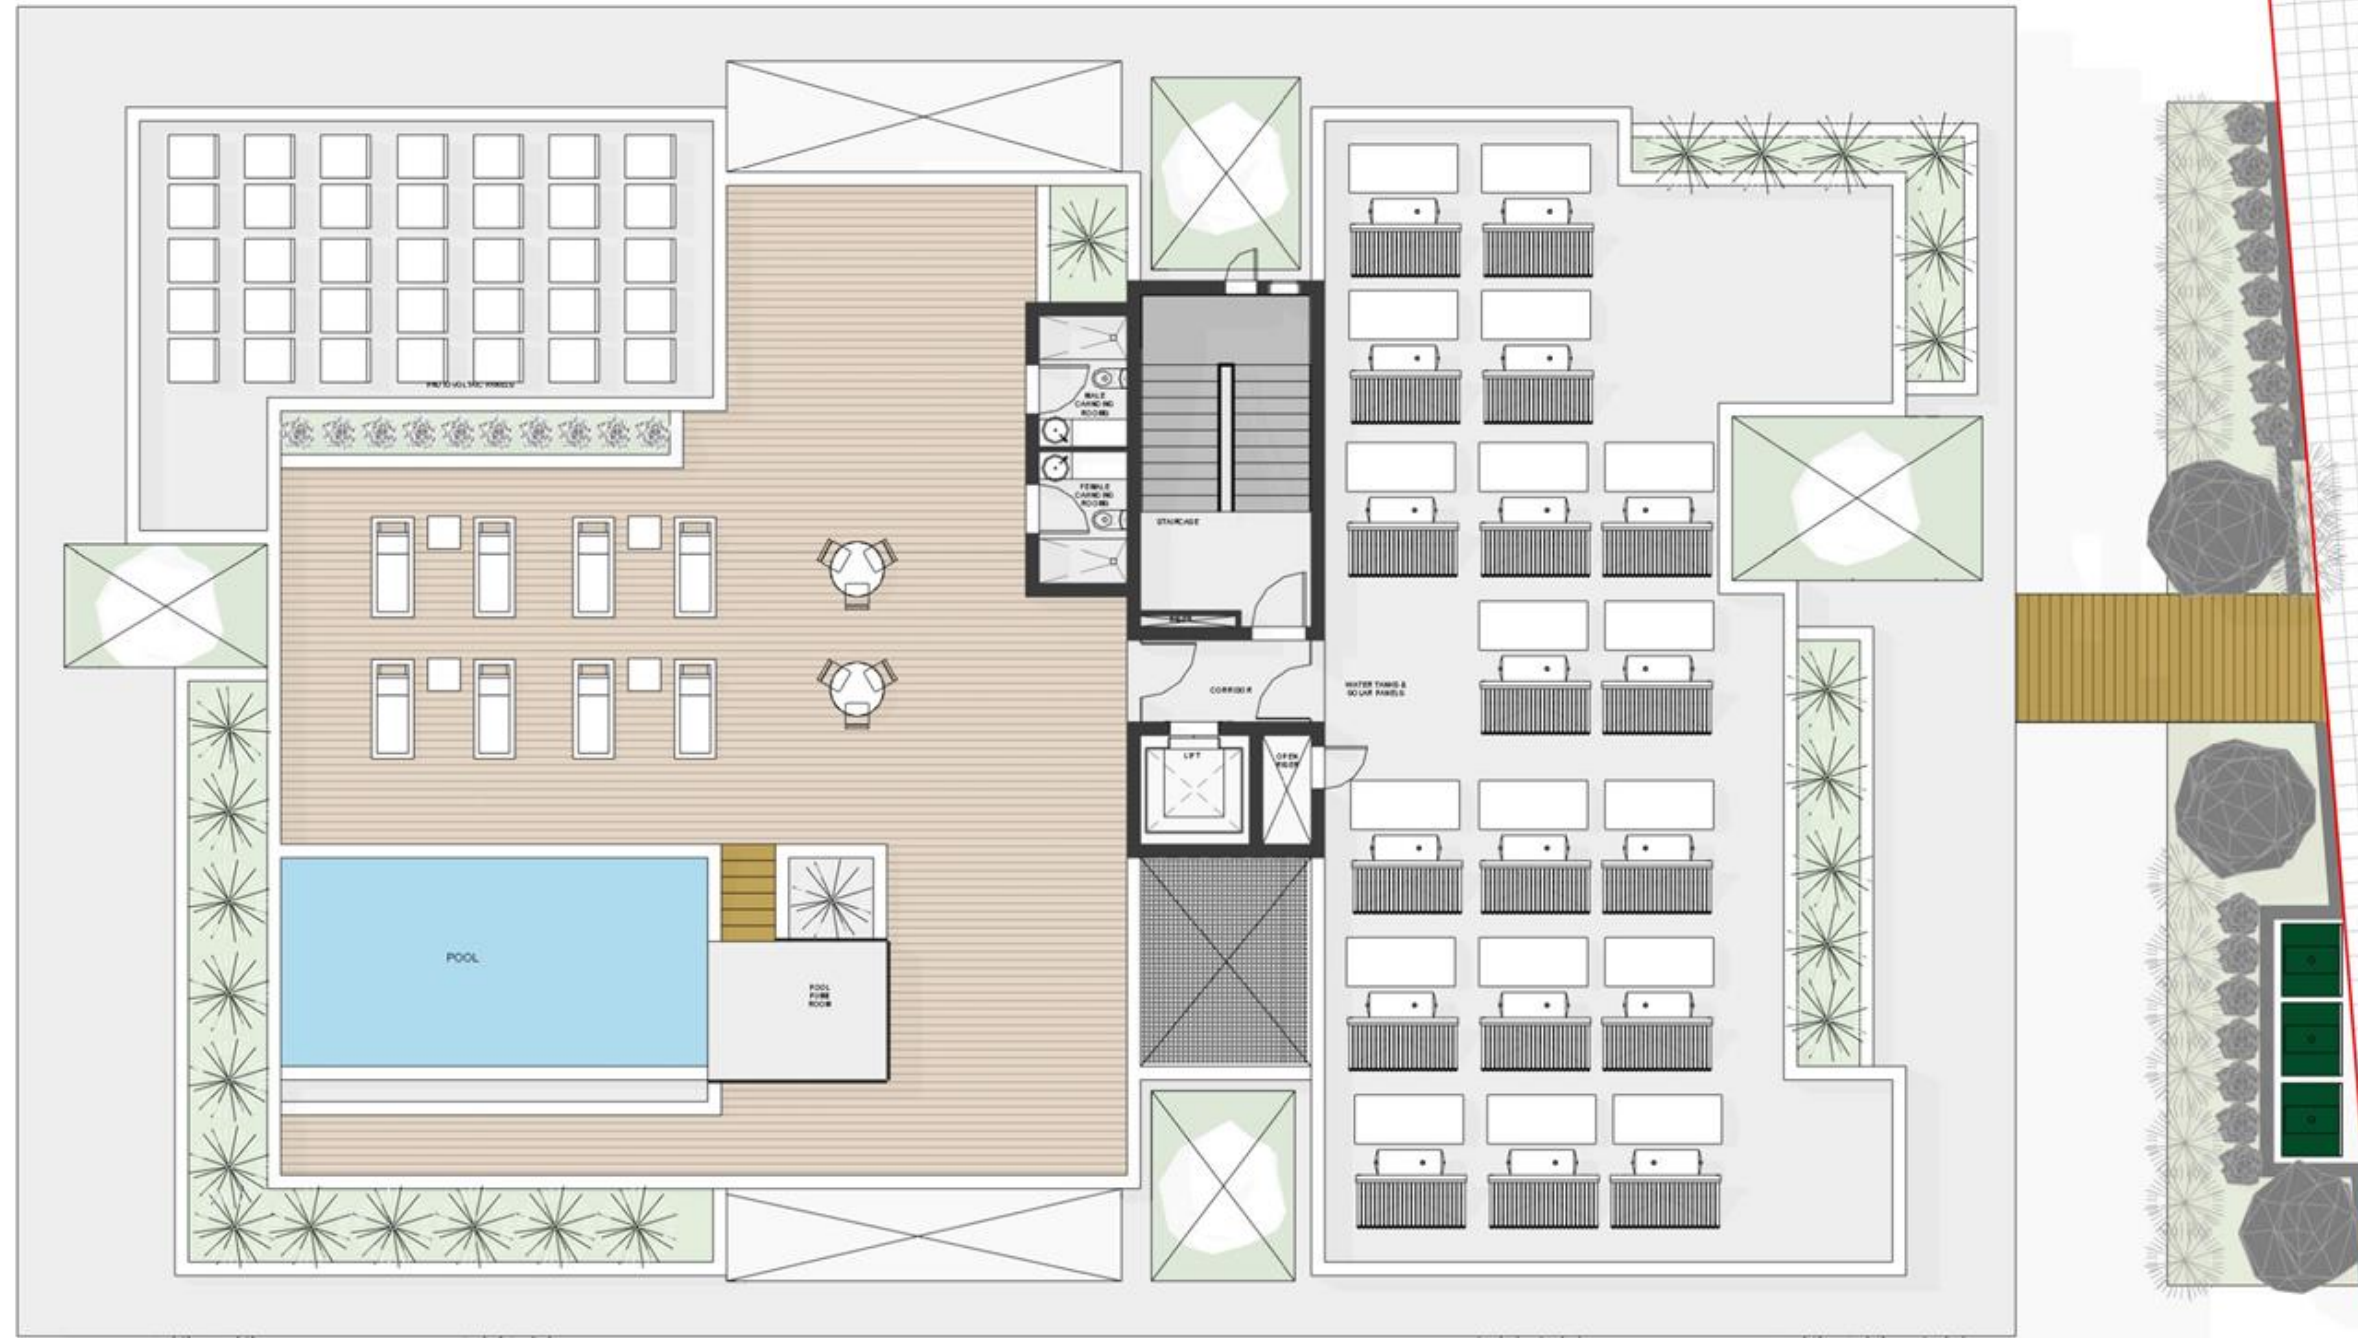 PHOTOVOLTAIC PANELS
MALE
CHANGING
ROOMS
FEMALE
CHANGING
ROOMS
STAIRCASE
CORRIDOR
WATER TANKS &
SOLAR PANELS
LIFT
OPEN
RISER
POOL
POOL
PUMP
ROOM